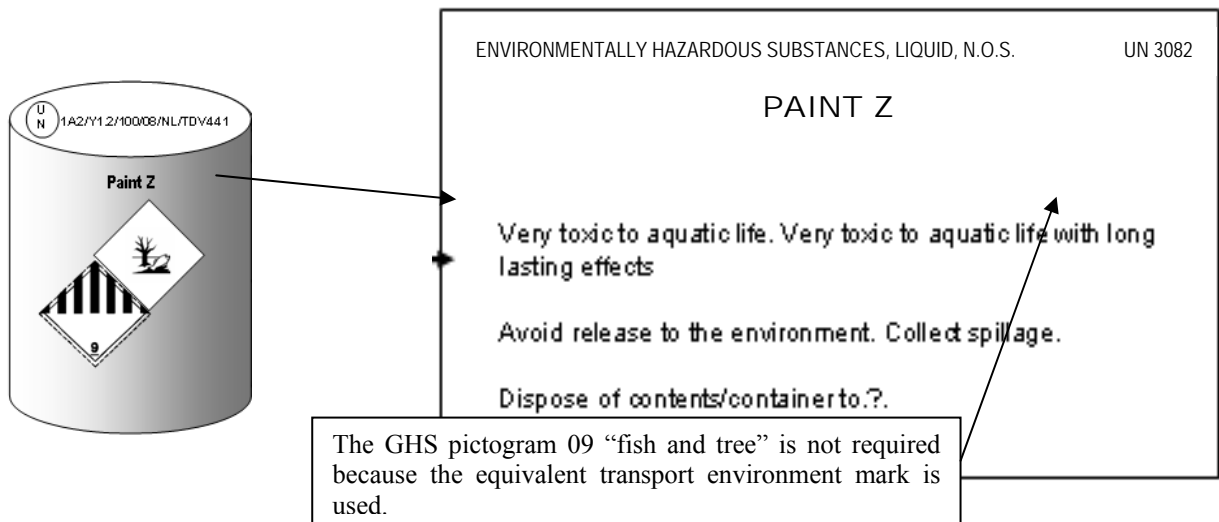 U
N
1A2/Y1.2/100/08/NL/TDV441
Paint Z
9
ENVIRONMENTALLY HAZARDOUS SUBSTANCES, LIQUID, N.O.S. UN 3082
PAINT Z
Very toxic to aquatic life. Very toxic to aquatic life with long
lasting effects
Avoid release to the environment. Collect spillage.
Dispose of contents/container to.?.
The GHS pictogram 09 “fish and tree” is not required
because the equivalent transport environment mark is
used.